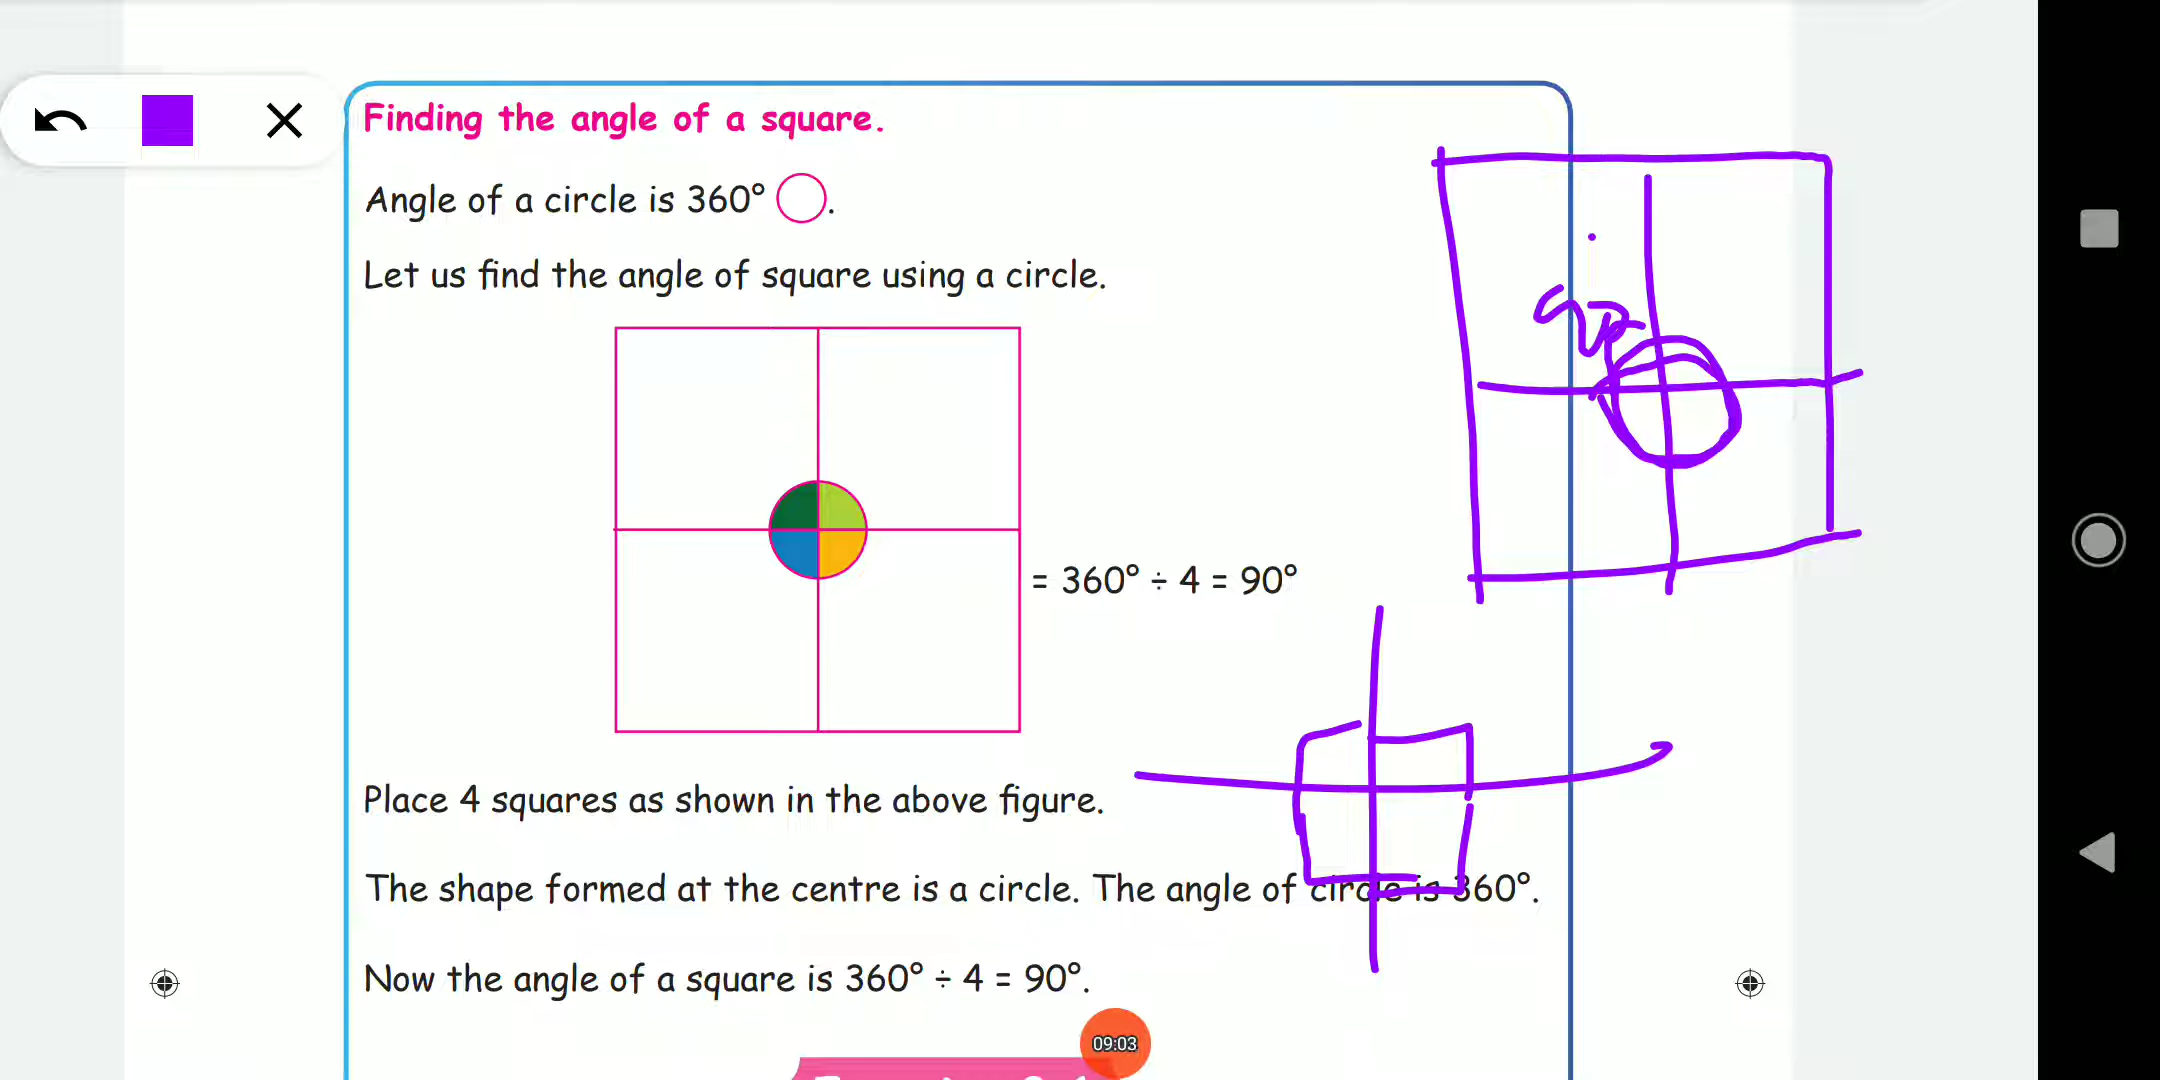 Finding the angle of a square.
Angle of a circle is 360° .
Let us find the angle of square using a circle.
= 360° ÷ 4 = 90°
Place 4 squares as shown in the above figure.
The shape formed at the centre is a circle. The angle of circle is 360°.
Now the angle of a square is 360° ÷ 4 = 90°.
09:03